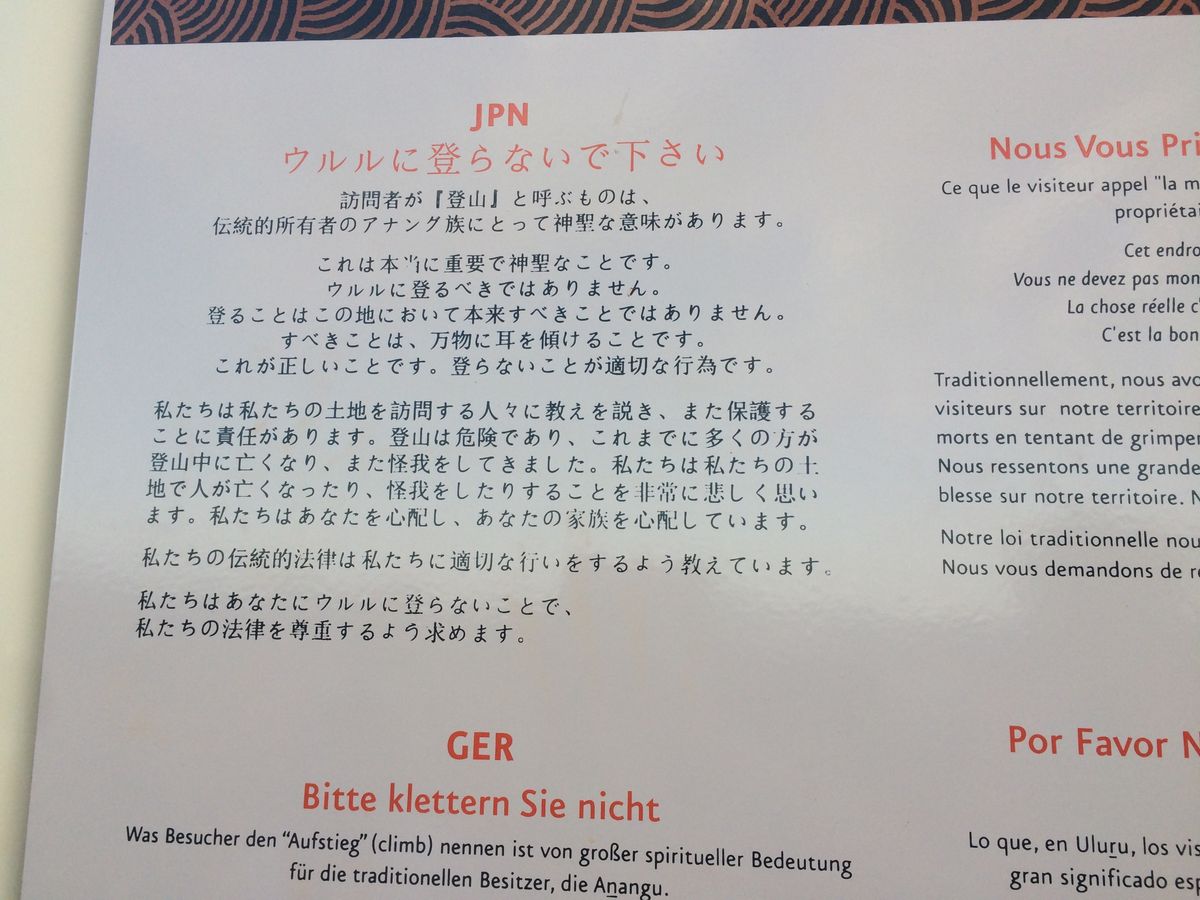 JPN
ウルルに登らないで下さい
訪問者が『登山』と呼ぶものは、
伝統的所有者のアナング族にとって神聖な意味があります。
これは本当に重要で神聖なことです。
ウルルに登るべきではありません。
登ることはこの地において本来すべきことではありません。
すべきことは、万物に耳を傾けることです。
これが正しいことです。登らないことが適切な行為です。
私たちは私たちの土地を訪問する人々に教えを説き、また保護する
ことに責任があります。登山は危険であり、これまでに多くの方が
登山中に亡くなり、また怪我をしてきました。私たちは私たちの土
地で人が亡くなったり、怪我をしたりすることを非常に悲しく思い
ます。私たちはあなたを心配し、あなたの家族を心配しています。
私たちの伝統的法律は私たちに適切な行いをするよう教えています。
私たちはあなたにウルルに登らないことで、
私たちの法律を尊重するよう求めます。
GER
Bitte klettern Sie nicht
Was Besucher den “Aufstieg” (climb) nennen ist von großer spiritueller Bedeutung
für die traditionellen Besitzer, die Aṉangu.
Nous Vous Pri
Ce que le visiteur appel "la m
propriétai
Cet endro
Vous ne devez pas mon
La chose réelle c'
C'est la bon
Traditionnellement, nous avo
visiteurs sur notre territoire
morts en tentant de grimper
Nous ressentons une grande
blesse sur notre territoire. N
Notre loi traditionnelle nou
Nous vous demandons de re
Por Favor N
Lo que, en Uluṟu, los vis
gran significado esp